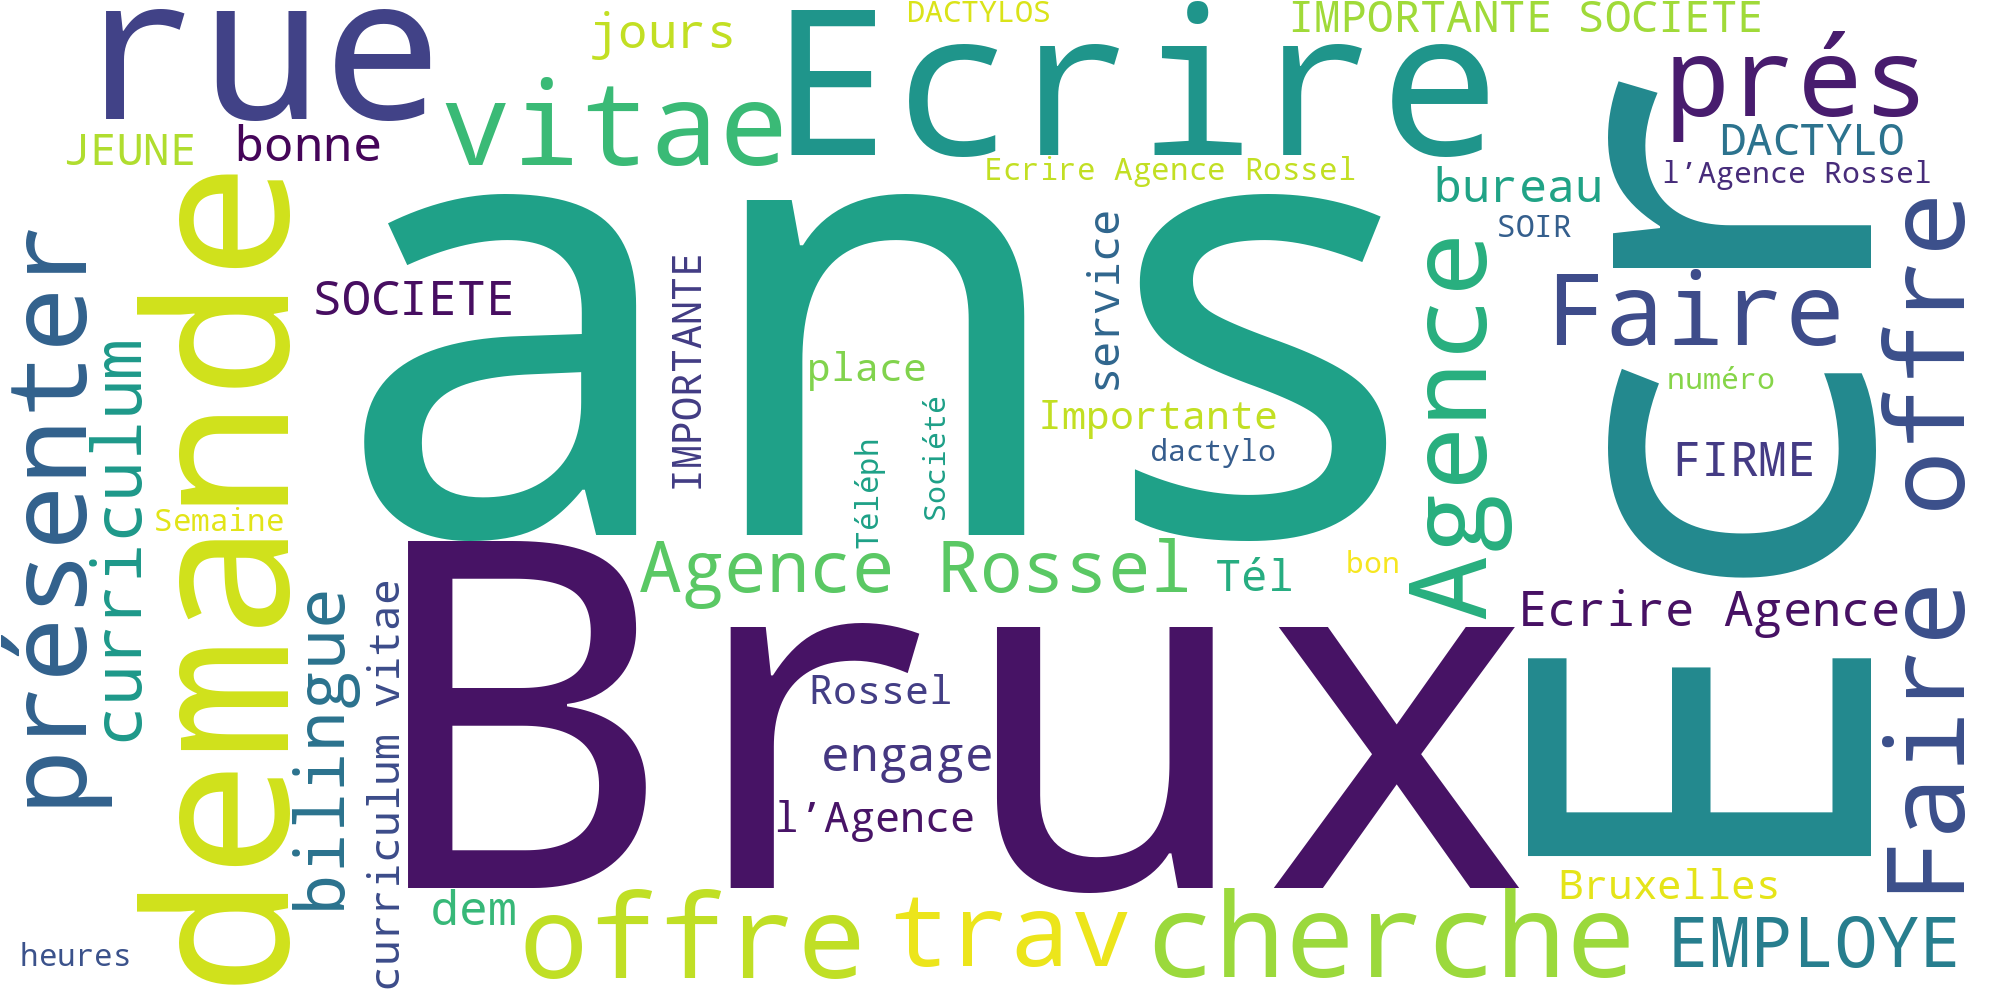 rue
jours
DACTYLOS
Ecrire
IMPORTANTE SOCIETE
prés
vitae
JEUNE
bonne
DACTYLO
Ecrire Agence Rossel
l’Agence Rossel
bureau
SOIR
Ecr
ans
demande
présenter
curriculum
SOCIETE
IMPORTANTE
service
Agence
Faire
Faire offre
place
numéro
Importante
dactylo
Société
Téléph
FIRME
Semaine
Agence Rossel
Tél
bon
Brux
bilingue
curriculum vitae
Ecrire Agence
Rossel
engage
l’Agence
Bruxelles
dem
offre
trav
cherche
EMPLOYE
heures